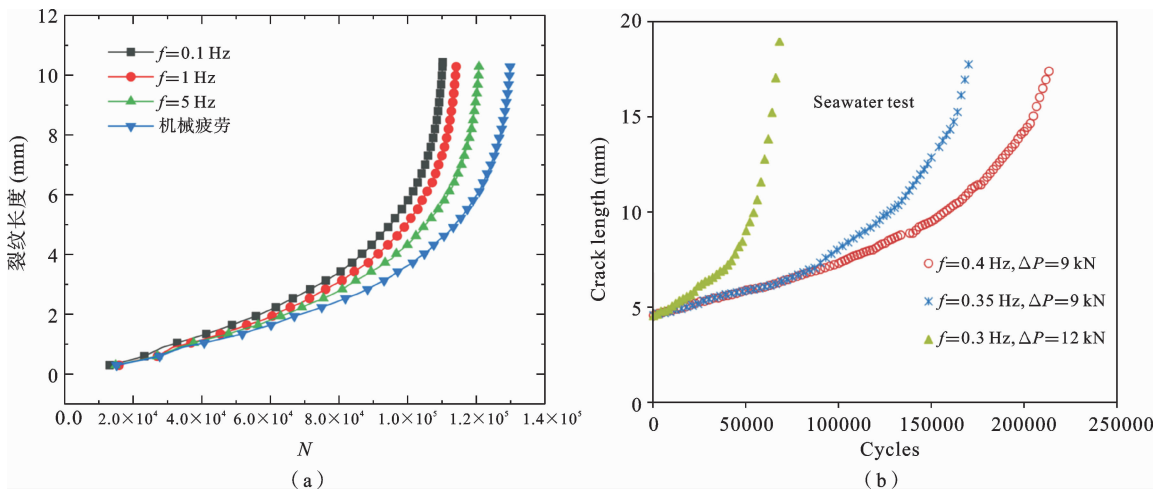 12
10
8
6
4
2
0
裂纹长度 (mm)
f=0.1 Hz
f=1 Hz
f=5 Hz
机械疲劳
0.0 2.0×10⁴ 4.0×10⁴ 6.0×10⁴ 8.0×10⁴ 1.0×10⁵ 1.2×10⁵ 1.4×10⁵
N
(a)
20
15
10
5
0
Crack length (mm)
Seawater test
f=0.4 Hz, ΔP=9 kN
f=0.35 Hz, ΔP=9 kN
f=0.3 Hz, ΔP=12 kN
0 50000 100000 150000 200000 250000
Cycles
(b)